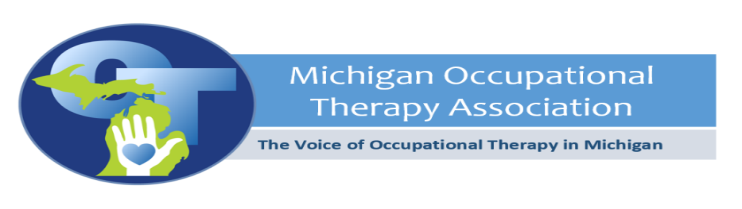 OT
Michigan Occupational
Therapy Association
The Voice of Occupational Therapy in Michigan